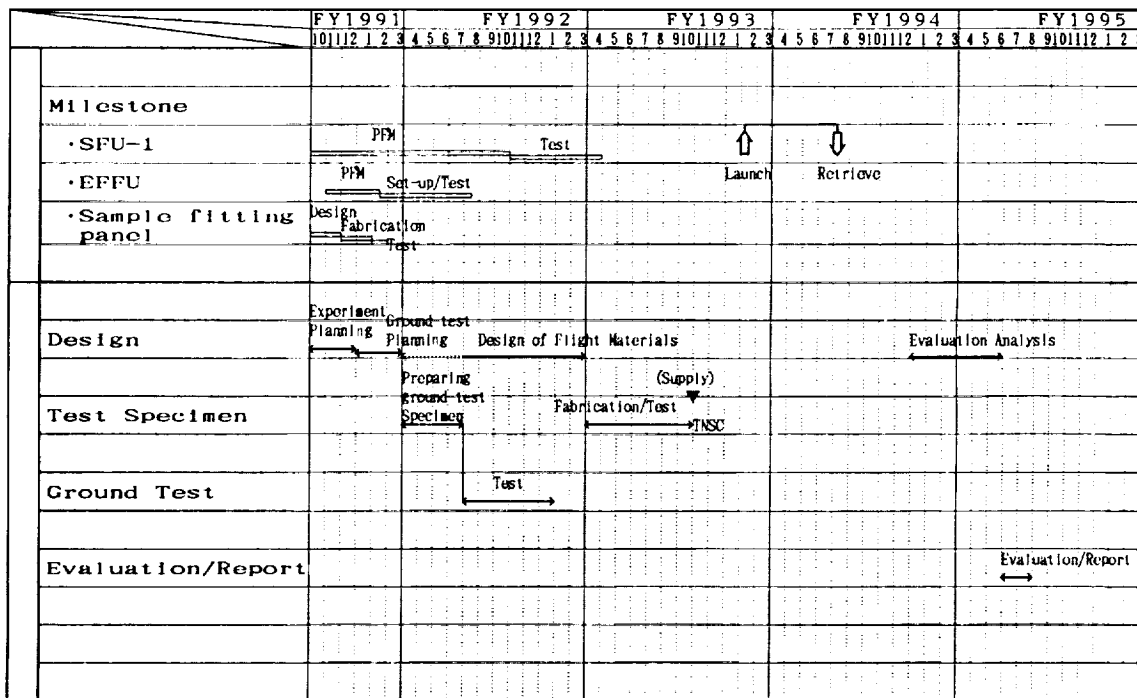 FY1991 FY1992 FY1993 FY1994 FY1995
10 11 12 1 2 3 4 5 6 7 8 9 10 11 12 1 2 3 4 5 6 7 8 9 10 11 12 1 2 3 4 5 6 7 8 9 10 11 12 1 2 3 4 5 6 7 8 9 10 11 12 1 2
Milestone
·SFU-1
PFM
Test
Launch
Retrieve
·EFFU
PFM
Set-up/Test
·Sample fitting
panel
Design
Fabrication
Test
Design
Experiment
Planning
Ground test
Planning
Design of Flight Materials
Evaluation Analysis
Test Specimen
Preparing
ground test
Specimen
(Supply)
Fabrication/Test
TNSC
Ground Test
Test
Evaluation/Report
Evaluation/Report